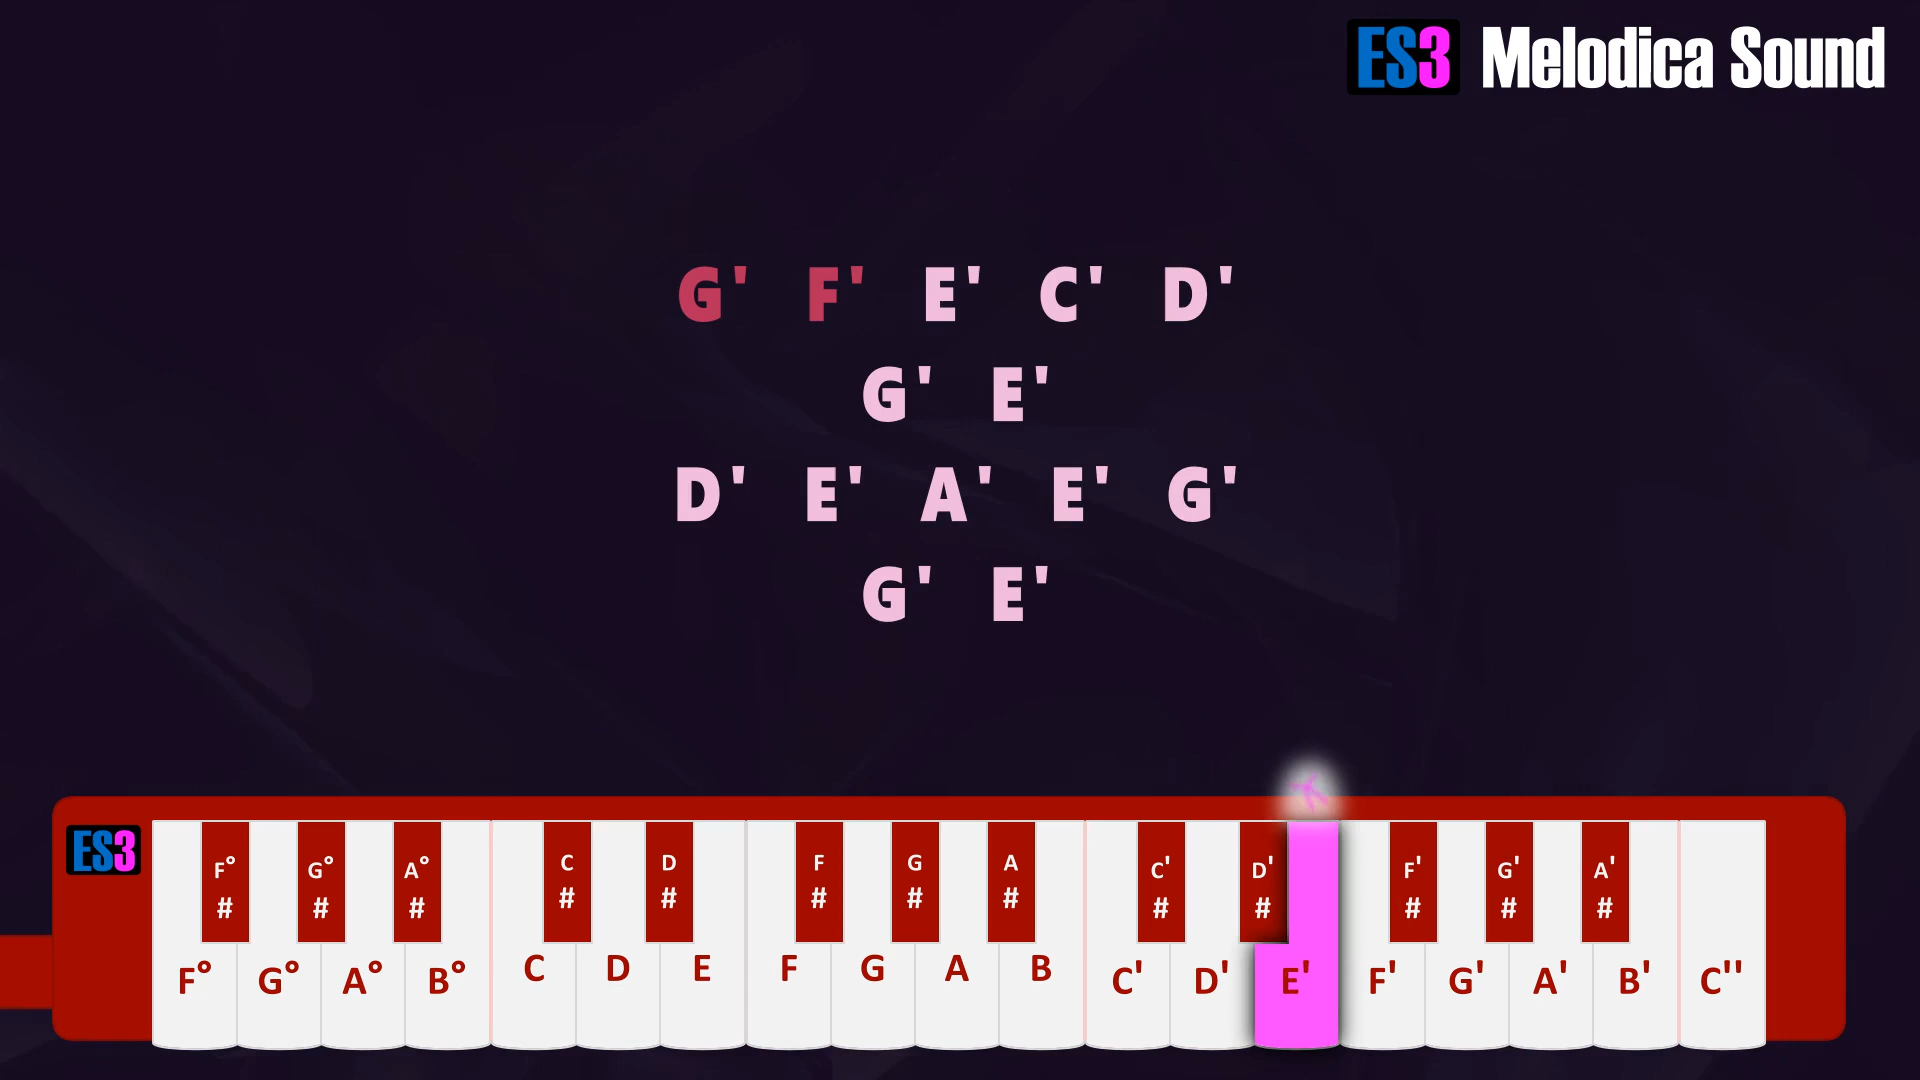 ES3 Melodica Sound
G' F' E' C' D'
G' E'
D' E' A' E' G'
G' E'
ES3
F° G° A° C D F G A C' D' F' G' A'
# # # # # # # # # # # # #
F° G° A° B° C D E F G A B C' D' E' F' G' A' B' C''